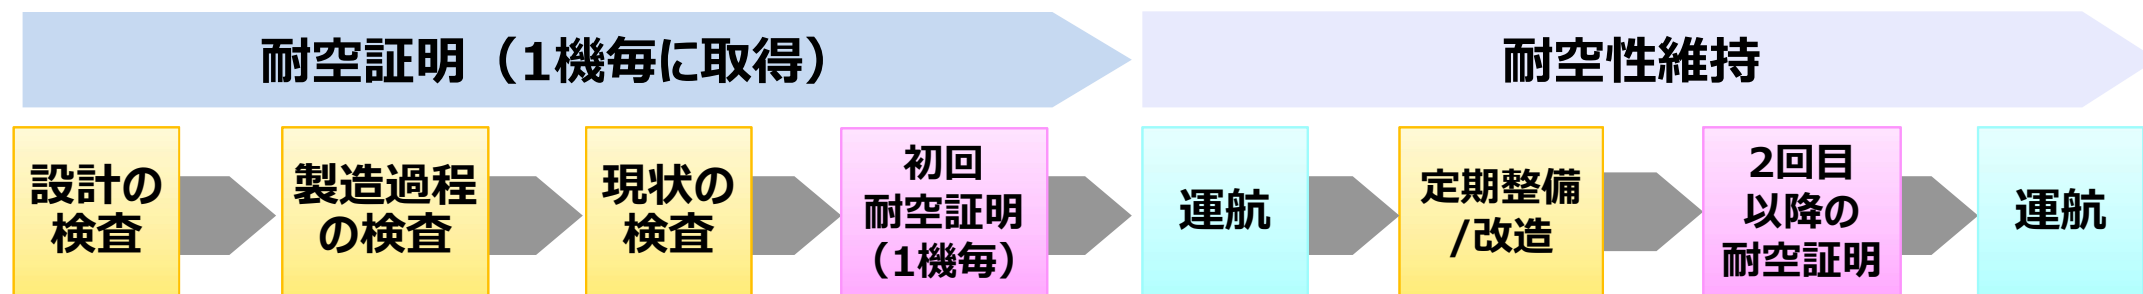 耐空証明（1機毎に取得）
耐空性維持
設計の
検査
製造過程
の検査
現状の
検査
初回
耐空証明
（1機毎）
運航
定期整備
/改造
2回目
以降の
耐空証明
運航